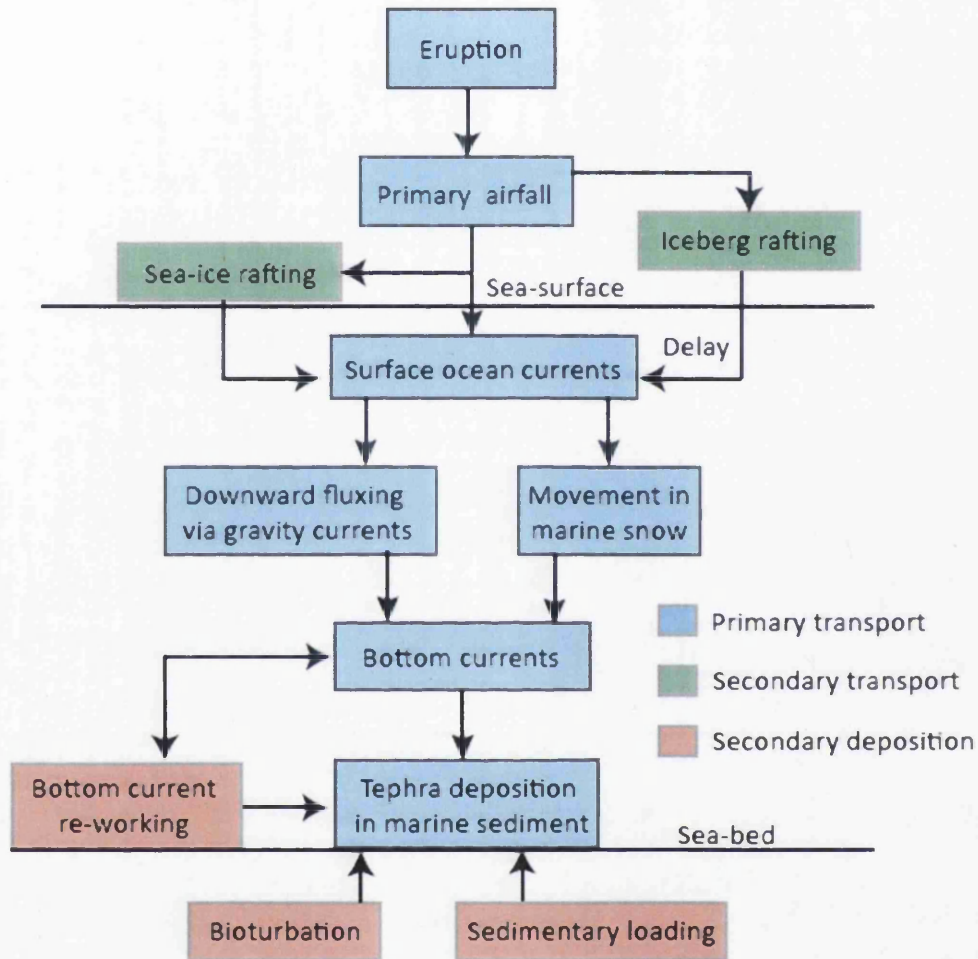 Eruption
Primary airfall
Iceberg rafting
Sea-ice rafting
Sea-surface
Delay
Surface ocean currents
Downward fluxing
via gravity currents
Movement in
marine snow
Primary transport
Bottom currents
Secondary transport
Secondary deposition
Bottom current
re-working
Tephra deposition
in marine sediment
Sea-bed
Bioturbation
Sedimentary loading